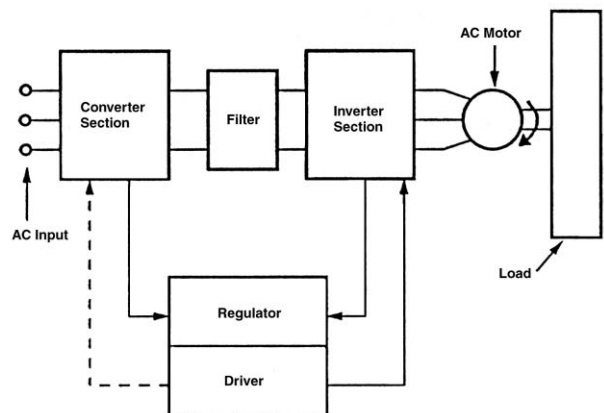 AC Motor
Converter
Section
Filter
Inverter
Section
AC Input
Load
Regulator
Driver